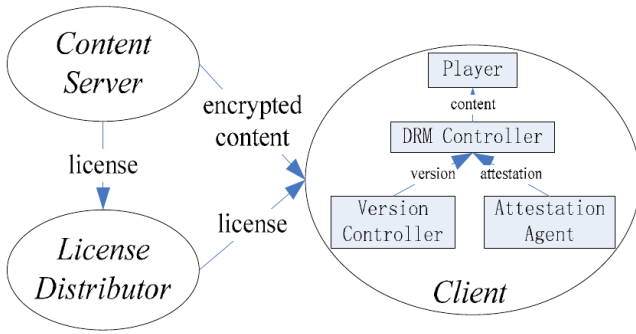 Content
Server
encrypted
content
license
License
Distributor
license
Player
content
DRM Controller
version
attestation
Version
Controller
Attestation
Agent
Client